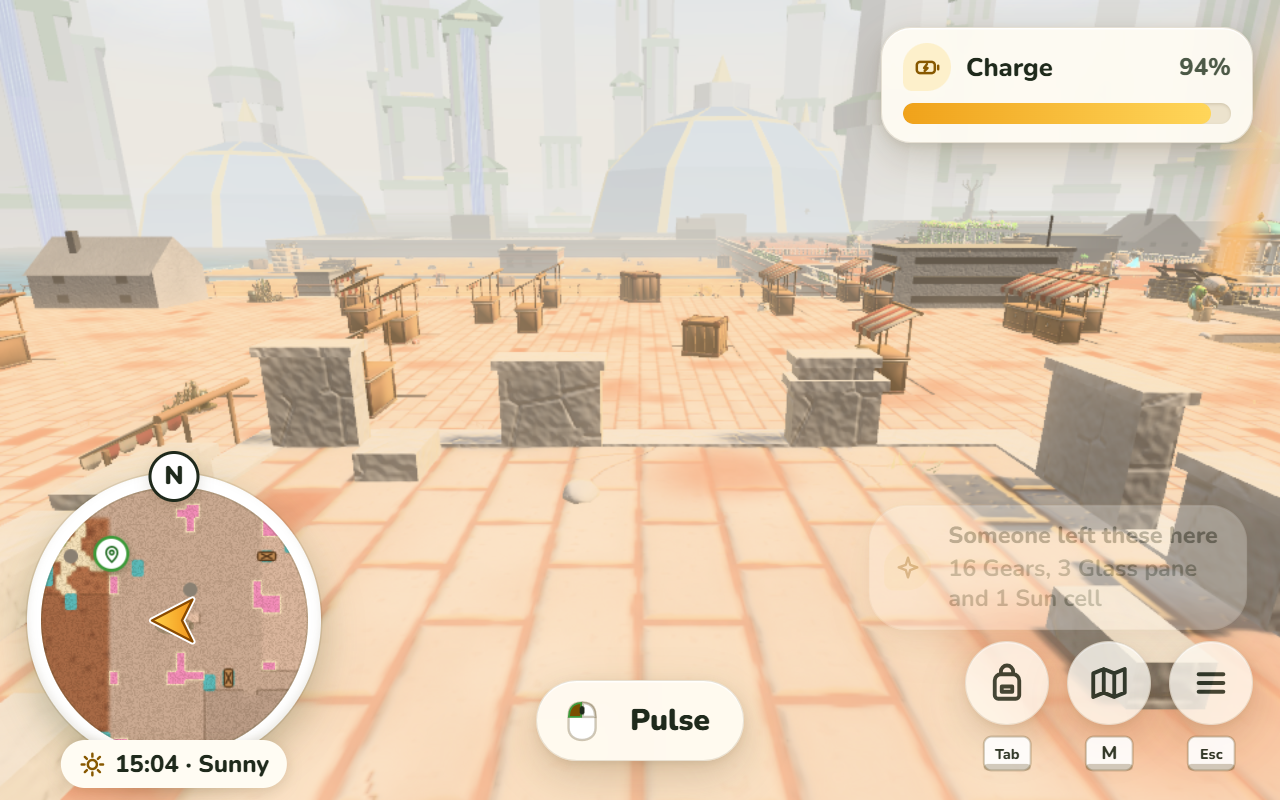 Charge 94%
N
Someone left these here
16 Gears, 3 Glass pane
and 1 Sun cell
Pulse
15:04 · Sunny
Tab
M
Esc